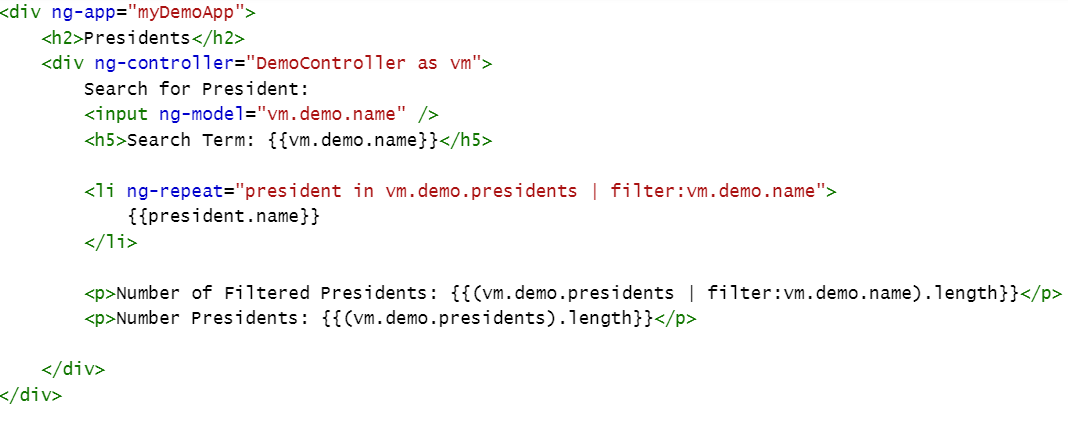 <div ng-app="myDemoApp">
    <h2>Presidents</h2>
    <div ng-controller="DemoController as vm">
        Search for President:
        <input ng-model="vm.demo.name" />
        <h5>Search Term: {{vm.demo.name}}</h5>

        <li ng-repeat="president in vm.demo.presidents | filter:vm.demo.name">
            {{president.name}}
        </li>

        <p>Number of Filtered Presidents: {{(vm.demo.presidents | filter:vm.demo.name).length}}</p>
        <p>Number Presidents: {{(vm.demo.presidents).length}}</p>

    </div>
</div>